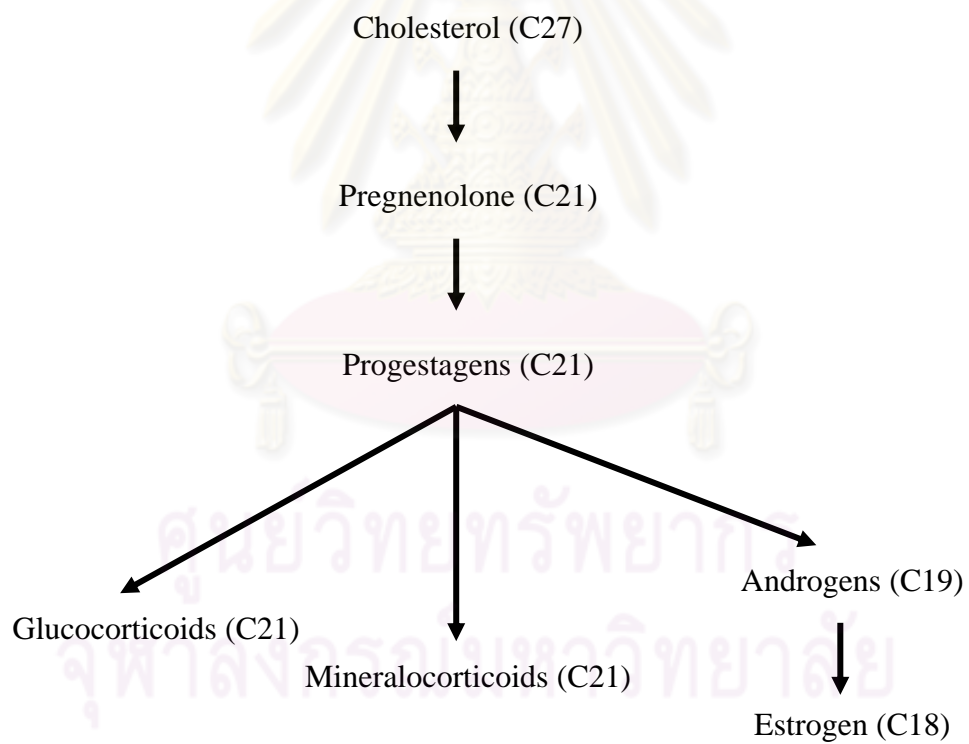 Cholesterol (C27)
Pregnenolone (C21)
Progestagens (C21)
Androgens (C19)
Glucocorticoids (C21)
Mineralocorticoids (C21)
Estrogen (C18)
ศูนย์วิทยทรัพยากร
จุฬาลงกรณ์มหาวิทยาลัย